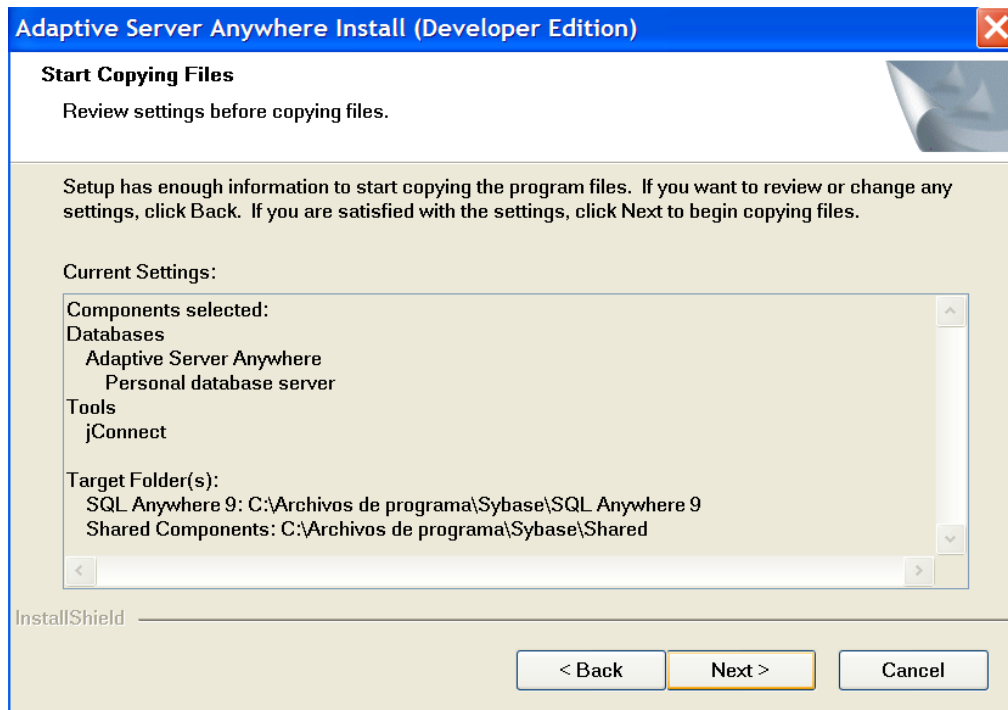 Adaptive Server Anywhere Install (Developer Edition)
Start Copying Files
Review settings before copying files.
Setup has enough information to start copying the program files. If you want to review or change any
settings, click Back. If you are satisfied with the settings, click Next to begin copying files.
Current Settings:
Components selected:
Databases
Adaptive Server Anywhere
Personal database server
Tools
jConnect
Target Folder(s):
SQL Anywhere 9: C:\Archivos de programa\Sybase\SQL Anywhere 9
Shared Components: C:\Archivos de programa\Sybase\Shared
InstallShield
< Back Next > Cancel